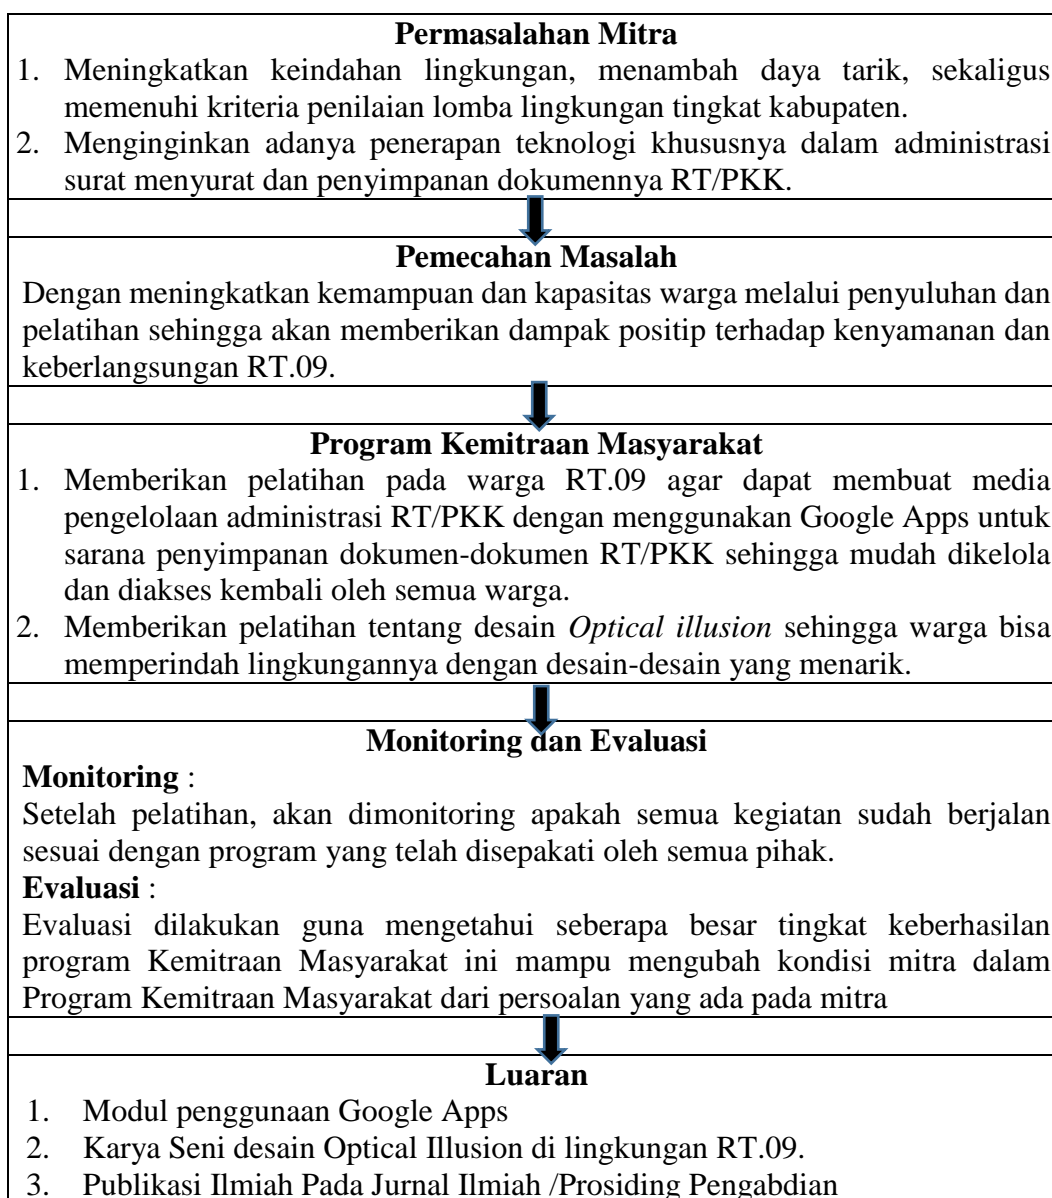 Permasalahan Mitra
1. Meningkatkan keindahan lingkungan, menambah daya tarik, sekaligus
memenuhi kriteria penilaian lomba lingkungan tingkat kabupaten.
2. Menginginkan adanya penerapan teknologi khususnya dalam administrasi
surat menyurat dan penyimpanan dokumennya RT/PKK.
Pemecahan Masalah
Dengan meningkatkan kemampuan dan kapasitas warga melalui penyuluhan dan
pelatihan sehingga akan memberikan dampak positip terhadap kenyamanan dan
keberlangsungan RT.09.
Program Kemitraan Masyarakat
1. Memberikan pelatihan pada warga RT.09 agar dapat membuat media
pengelolaan administrasi RT/PKK dengan menggunakan Google Apps untuk
sarana penyimpanan dokumen-dokumen RT/PKK sehingga mudah dikelola
dan diakses kembali oleh semua warga.
2. Memberikan pelatihan tentang desain Optical illusion sehingga warga bisa
memperindah lingkungannya dengan desain-desain yang menarik.
Monitoring dan Evaluasi
Monitoring :
Setelah pelatihan, akan dimonitoring apakah semua kegiatan sudah berjalan
sesuai dengan program yang telah disepakati oleh semua pihak.
Evaluasi :
Evaluasi dilakukan guna mengetahui seberapa besar tingkat keberhasilan
program Kemitraan Masyarakat ini mampu mengubah kondisi mitra dalam
Program Kemitraan Masyarakat dari persoalan yang ada pada mitra
Luaran
1. Modul penggunaan Google Apps
2. Karya Seni desain Optical Illusion di lingkungan RT.09.
3. Publikasi Ilmiah Pada Jurnal Ilmiah /Prosiding Pengabdian